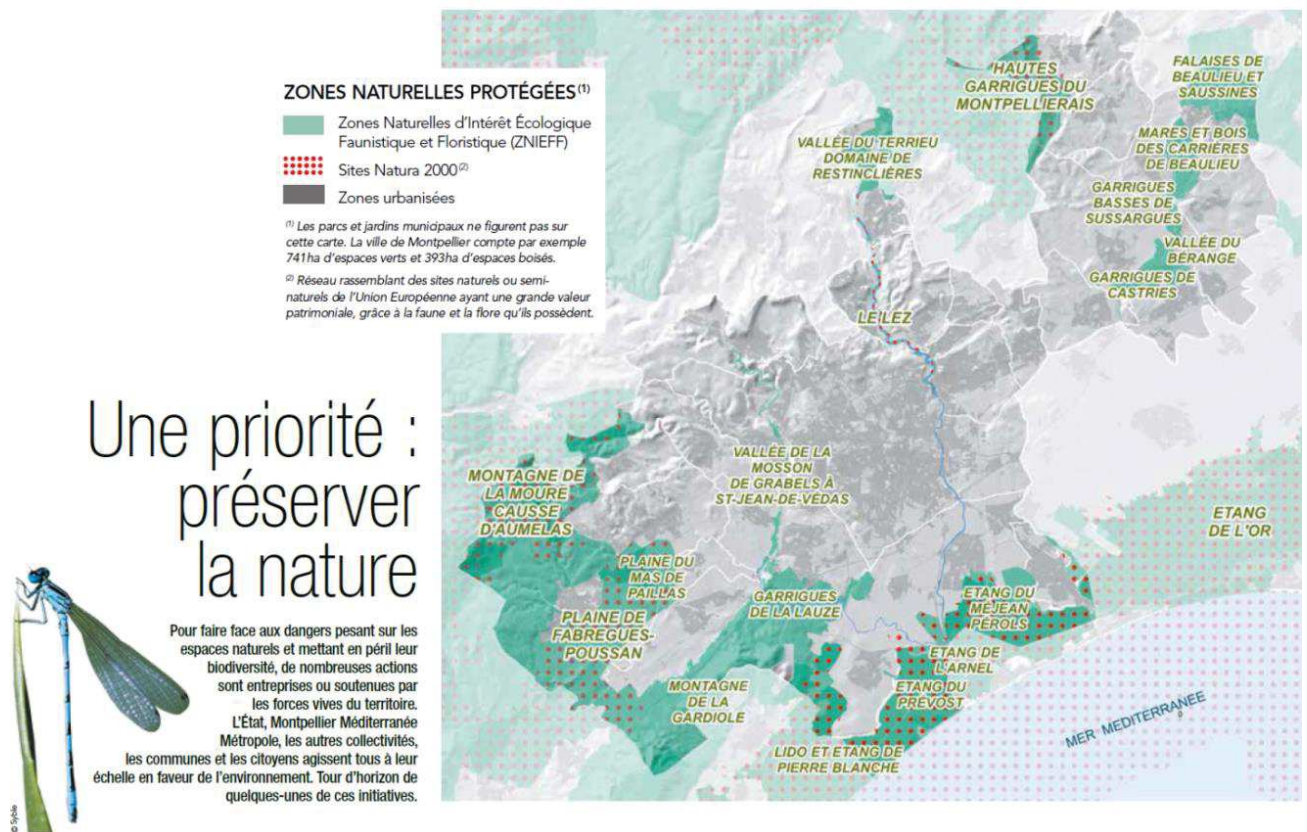 ZONES NATURELLES PROTÉGÉES(1)
Zones Naturelles d'Intérêt Écologique
Faunistique et Floristique (ZNIEFF)
Sites Natura 2000(2)
Zones urbanisées
(1) Les parcs et jardins municipaux ne figurent pas sur
cette carte. La ville de Montpellier compte par exemple
741ha d'espaces verts et 393ha d'espaces boisés.
(2) Réseau rassemblant des sites naturels ou semi-
naturels de l'Union Européenne ayant une grande valeur
patrimoniale, grâce à la faune et la flore qu'ils possèdent.
Une priorité :
préserver
la nature
Pour faire face aux dangers pesant sur les
espaces naturels et mettant en péril leur
biodiversité, de nombreuses actions
sont entreprises ou soutenues par
les forces vives du territoire.
L'État, Montpellier Méditerranée
Métropole, les autres collectivités,
les communes et les citoyens agissent tous à leur
échelle en faveur de l'environnement. Tour d'horizon de
quelques-unes de ces initiatives.
© Syble
HAUTES
GARRIGUES DU
MONTPELLIERAIS
FALAISES DE
BEAULIEU ET
SAUSSINES
VALLÉE DU TERRIEU
DOMAINE DE
RESTINCLIÈRES
MARES ET BOIS
DES CARRIÈRES
DE BEAULIEU
GARRIGUES
BASSES DE
SUSSARGUES
VALLÉE DU
BÉRANGE
GARRIGUES DE
CASTRIES
LE LEZ
VALLÉE DE LA
MOSSON
DE GRABELS À
ST-JEAN-DE-VÉDAS
MONTAGNE DE
LA MOURE
CAUSSE
D'AUMELAS
ETANG
DE L'OR
PLAINE DU
MAS DE
PAILLAS
GARRIGUES
DE LA LAUZE
ETANG DU
MÉJEAN
PÉROLS
PLAINE DE
FABREGUES-
POUSSAN
ETANG DE
L'ARNEL
MONTAGNE
DE LA
GARDIOLE
ETANG DU
PRÉVOST
LIDO ET ETANG DE
PIERRE BLANCHE
MER MEDITERRANEE